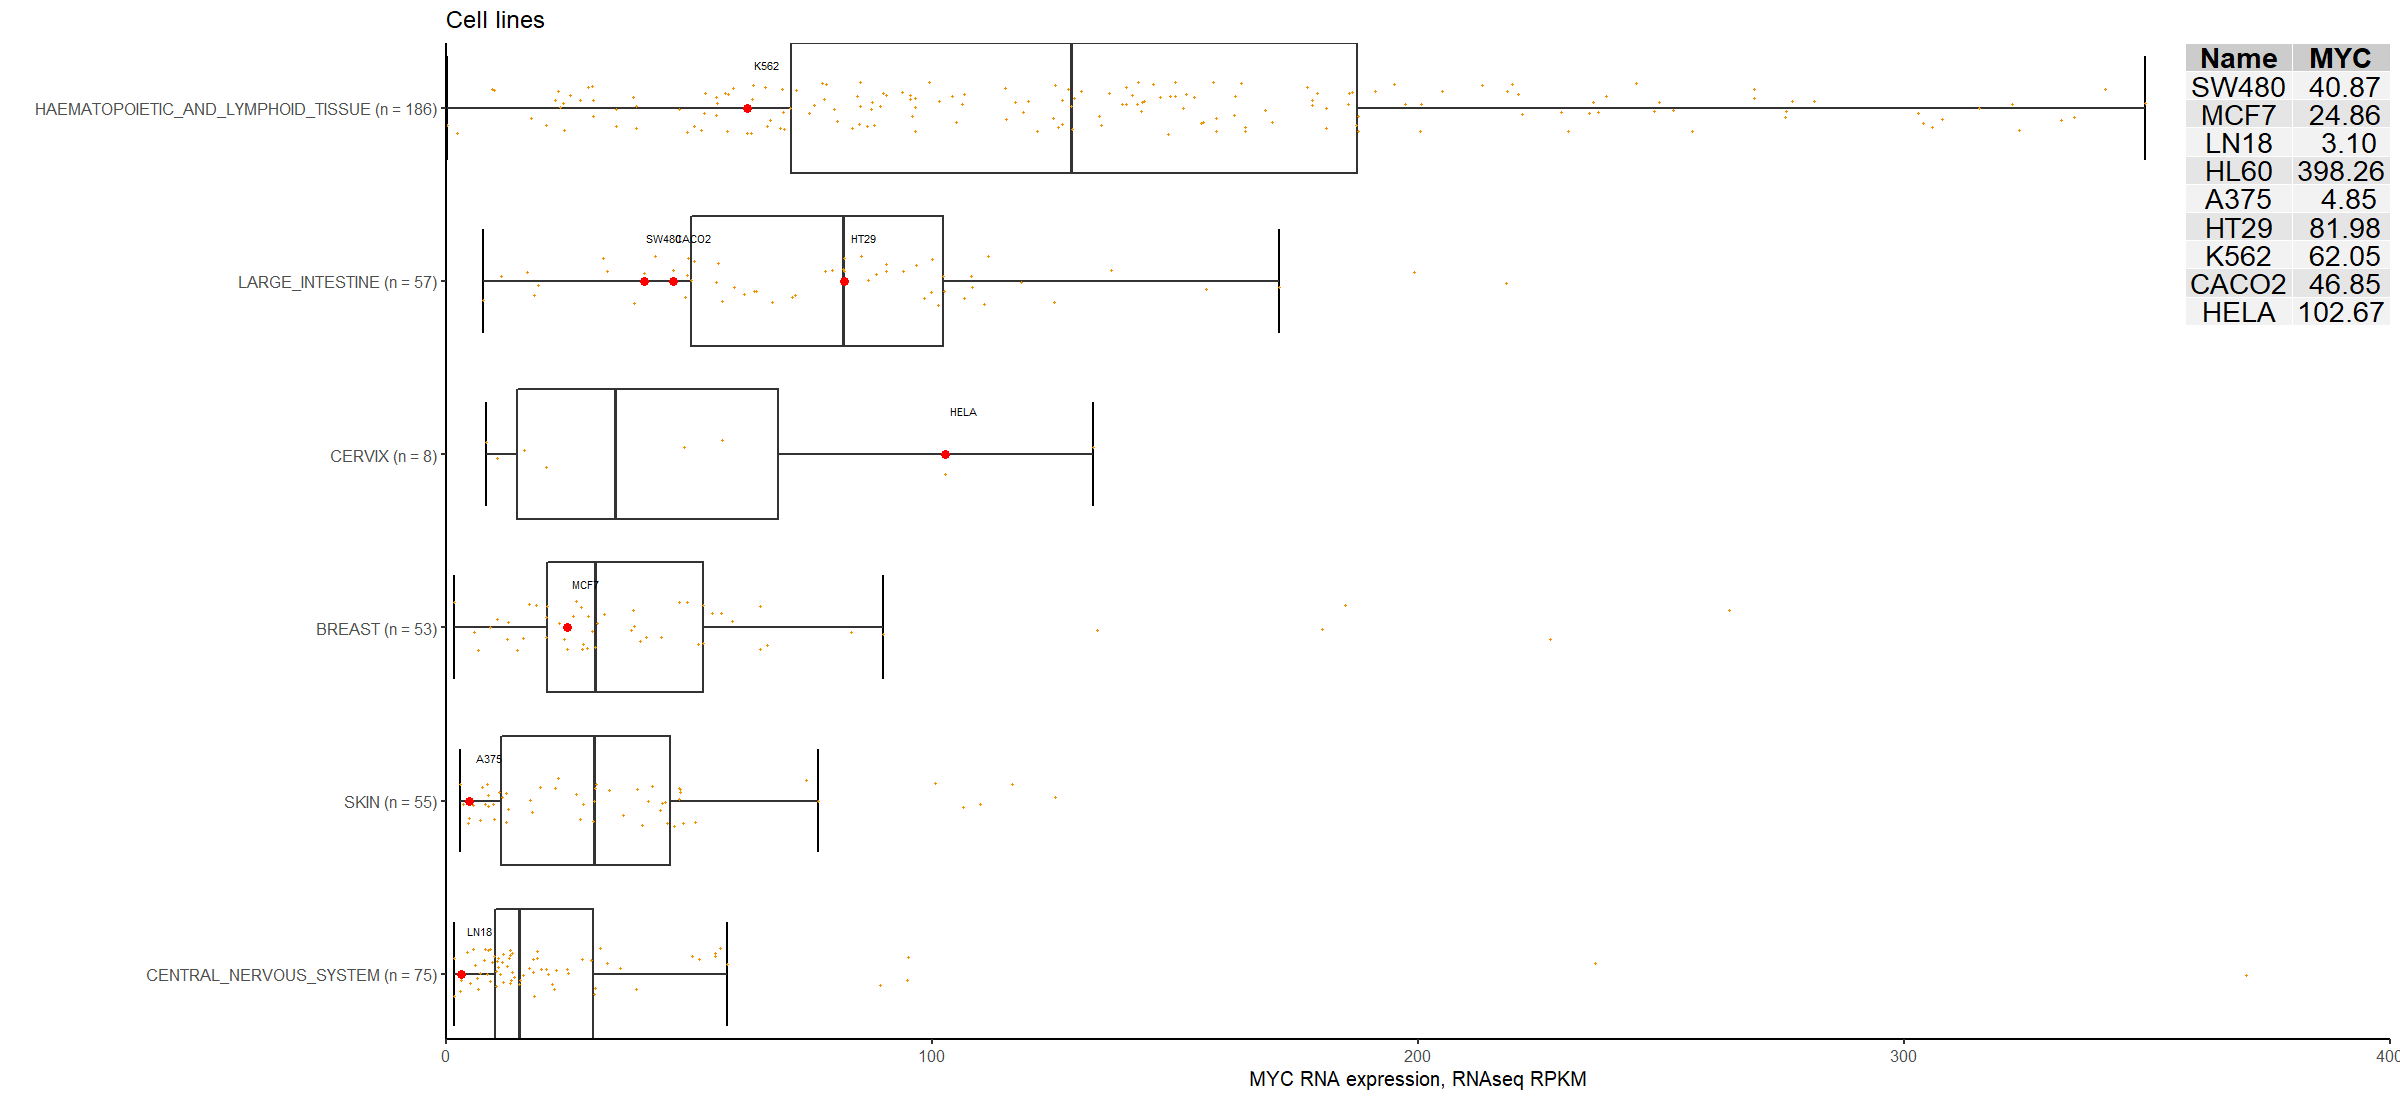 Cell lines
K562
HAEMATOPOIETIC_AND_LYMPHOID_TISSUE (n = 186)
SW480 CACO2 HT29
LARGE_INTESTINE (n = 57)
HELA
CERVIX (n = 8)
MCF7
BREAST (n = 53)
A375
SKIN (n = 55)
LN18
CENTRAL_NERVOUS_SYSTEM (n = 75)
0 100 200 300 400
MYC RNA expression, RNAseq RPKM
Name MYC
SW480 40.87
MCF7 24.86
LN18 3.10
HL60 398.26
A375 4.85
HT29 81.98
K562 62.05
CACO2 46.85
HELA 102.67